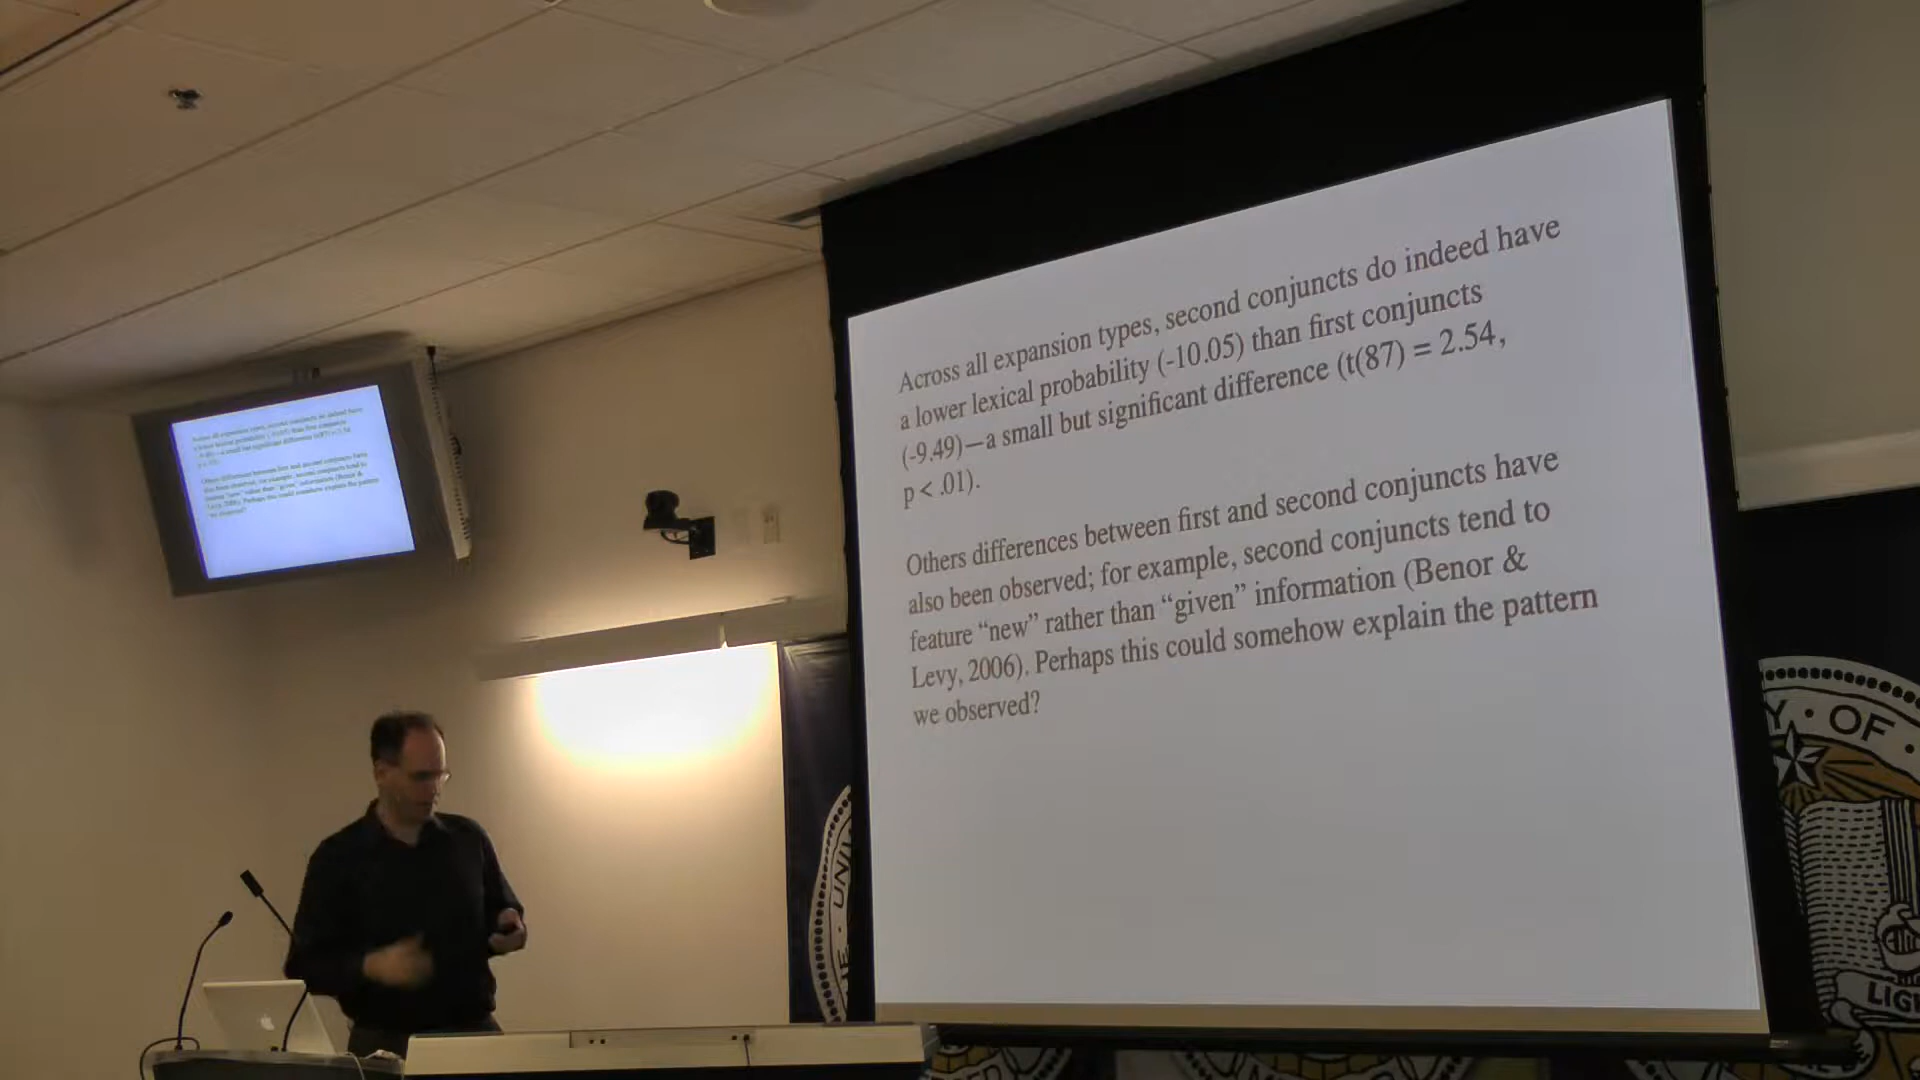 Across all expansion types, second conjuncts do indeed have
a lower lexical probability (-10.05) than first conjuncts
(-9.49)—a small but significant difference (t(87) = 2.54,
p < .01).
Others differences between first and second conjuncts have
also been observed; for example, second conjuncts tend to
feature “new” rather than “given” information (Benor &
Levy, 2006). Perhaps this could somehow explain the pattern
we observed?
Y • OF •